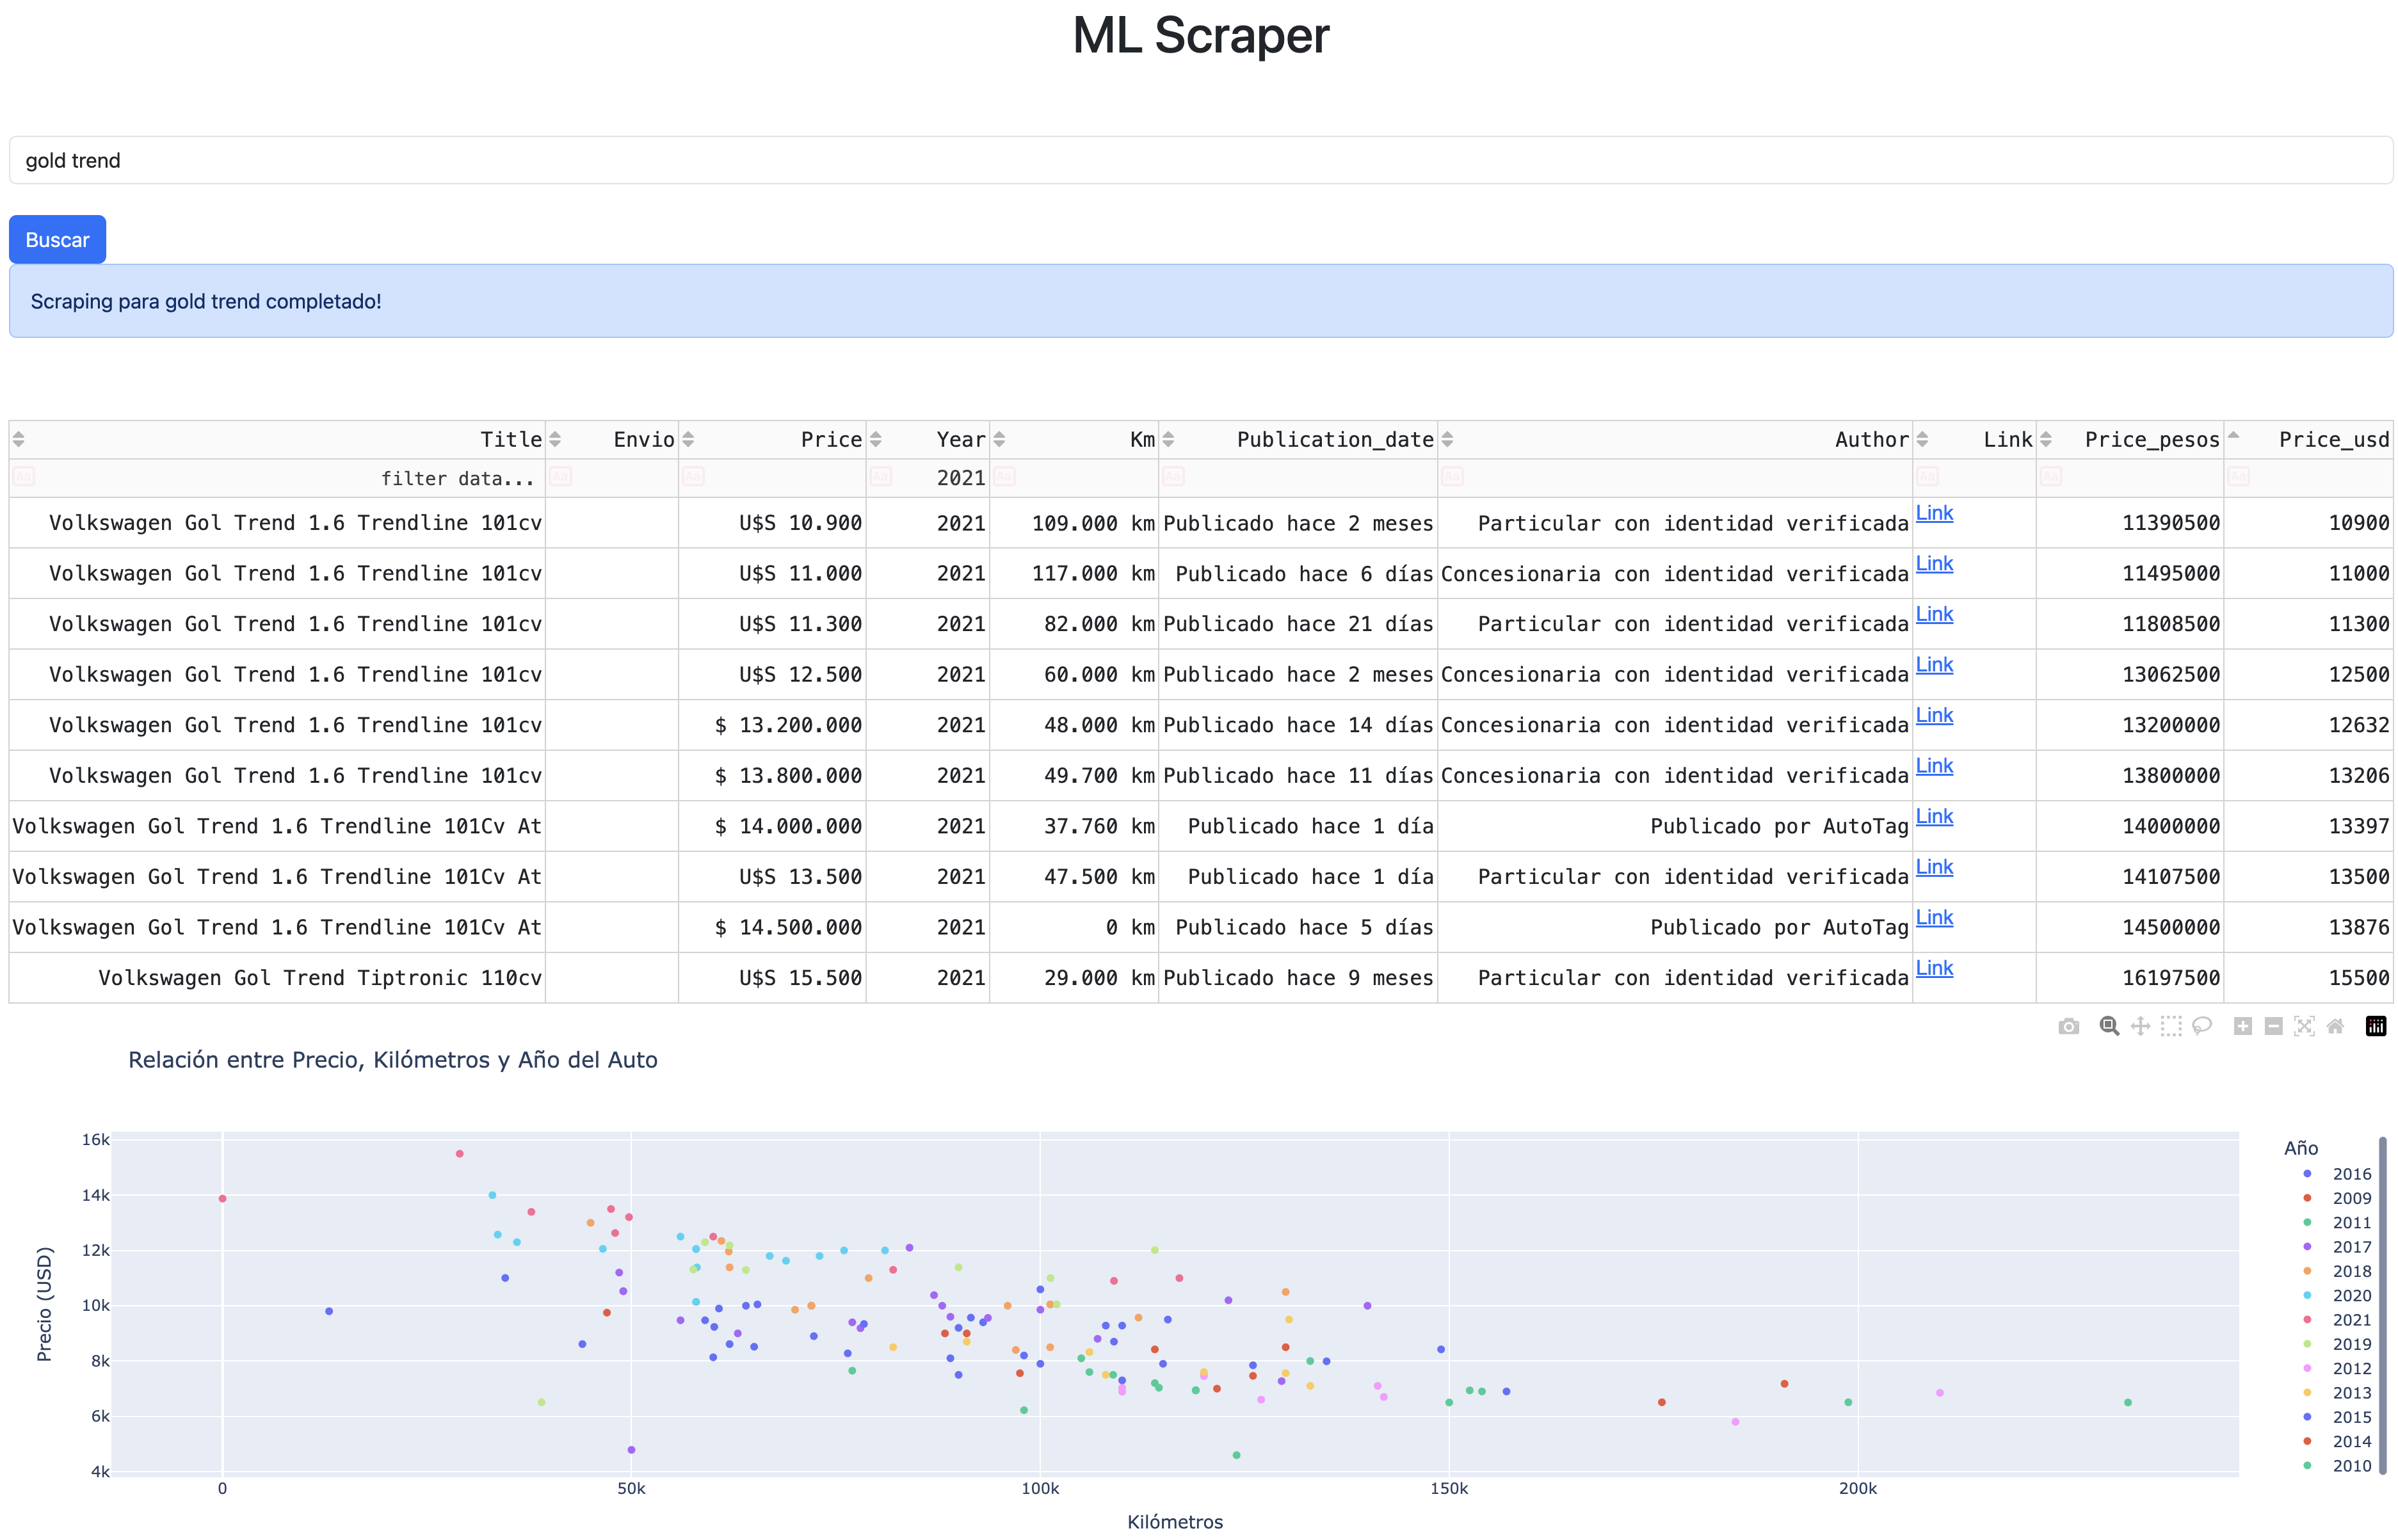 ML Scraper
gold trend
Buscar
Scraping para gold trend completado!
Title Envio Price Year Km Publication_date Author Link Price_pesos Price_usd
Aa filter data... Aa Aa Aa 2021 Aa Aa Aa Aa Aa Aa
Volkswagen Gol Trend 1.6 Trendline 101cv U$S 10.900 2021 109.000 km Publicado hace 2 meses Particular con identidad verificada Link 11390500 10900
Volkswagen Gol Trend 1.6 Trendline 101cv U$S 11.000 2021 117.000 km Publicado hace 6 días Concesionaria con identidad verificada Link 11495000 11000
Volkswagen Gol Trend 1.6 Trendline 101cv U$S 11.300 2021 82.000 km Publicado hace 21 días Particular con identidad verificada Link 11808500 11300
Volkswagen Gol Trend 1.6 Trendline 101cv U$S 12.500 2021 60.000 km Publicado hace 2 meses Concesionaria con identidad verificada Link 13062500 12500
Volkswagen Gol Trend 1.6 Trendline 101cv $ 13.200.000 2021 48.000 km Publicado hace 14 días Concesionaria con identidad verificada Link 13200000 12632
Volkswagen Gol Trend 1.6 Trendline 101cv $ 13.800.000 2021 49.700 km Publicado hace 11 días Concesionaria con identidad verificada Link 13800000 13206
Volkswagen Gol Trend 1.6 Trendline 101Cv At $ 14.000.000 2021 37.760 km Publicado hace 1 día Publicado por AutoTag Link 14000000 13397
Volkswagen Gol Trend 1.6 Trendline 101Cv At U$S 13.500 2021 47.500 km Publicado hace 1 día Particular con identidad verificada Link 14107500 13500
Volkswagen Gol Trend 1.6 Trendline 101Cv At $ 14.500.000 2021 0 km Publicado hace 5 días Publicado por AutoTag Link 14500000 13876
Volkswagen Gol Trend Tiptronic 110cv U$S 15.500 2021 29.000 km Publicado hace 9 meses Particular con identidad verificada Link 16197500 15500
Relación entre Precio, Kilómetros y Año del Auto
Precio (USD)
16k
14k
12k
10k
8k
6k
4k
0 50k 100k 150k 200k
Kilómetros
Año
2016
2009
2011
2017
2018
2020
2021
2019
2012
2013
2015
2014
2010